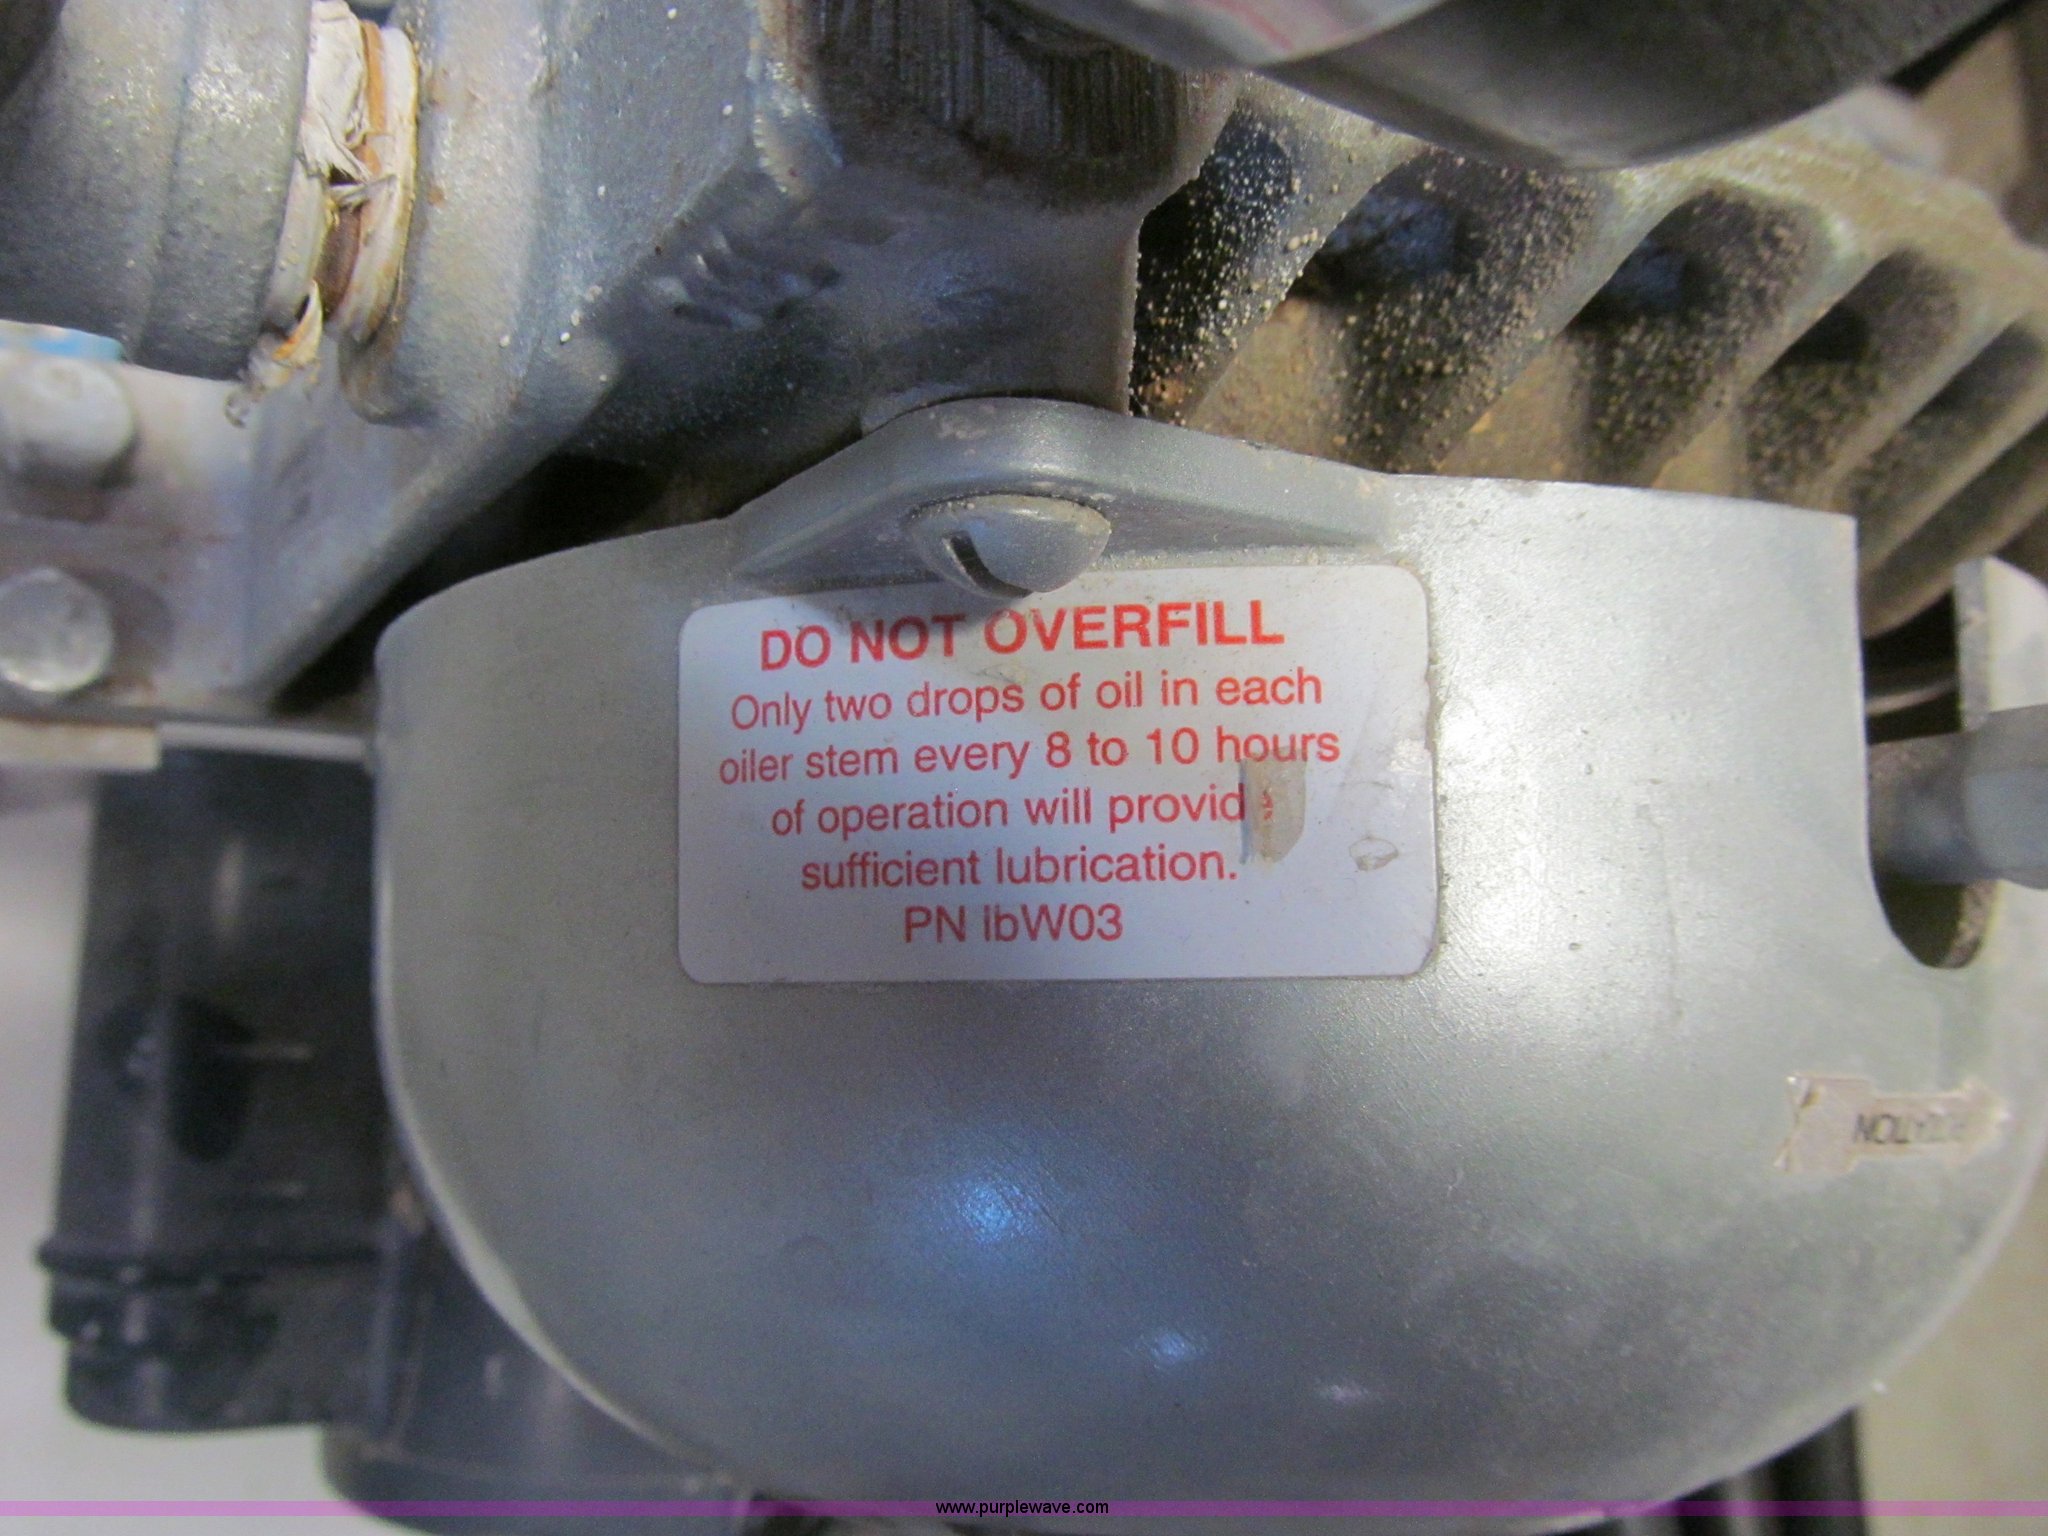 DO NOT OVERFILL
Only two drops of oil in each
oiler stem every 8 to 10 hours
of operation will provid
sufficient lubrication.
PN lbW03
ROTATION
www.purplewave.com